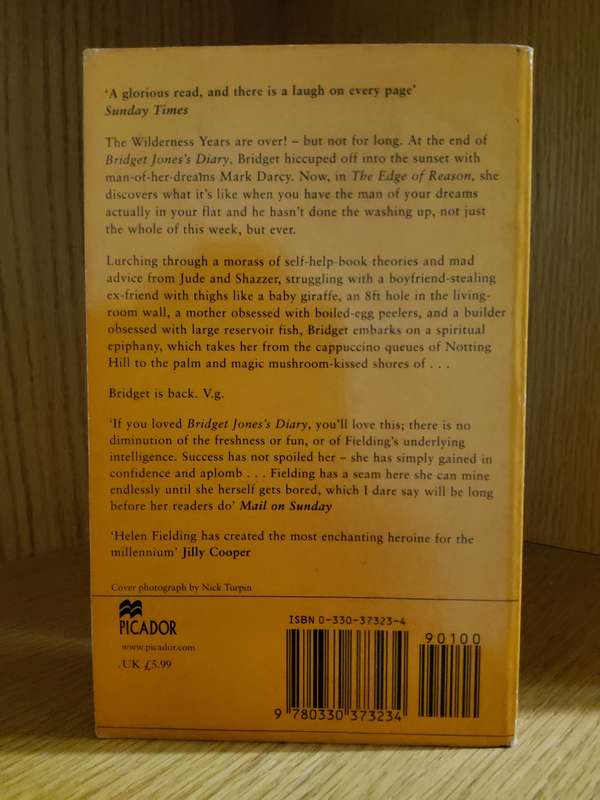 ‘A glorious read, and there is a laugh on every page’
Sunday Times
The Wilderness Years are over! – but not for long. At the end of
Bridget Jones's Diary, Bridget hiccuped off into the sunset with
man-of-her-dreams Mark Darcy. Now, in The Edge of Reason, she
discovers what it's like when you have the man of your dreams
actually in your flat and he hasn't done the washing up, not just
the whole of this week, but ever.
Lurching through a morass of self-help-book theories and mad
advice from Jude and Shazzer, struggling with a boyfriend-stealing
ex-friend with thighs like a baby giraffe, an 8ft hole in the living-
room wall, a mother obsessed with boiled-egg peelers, and a builder
obsessed with large reservoir fish, Bridget embarks on a spiritual
epiphany, which takes her from the cappuccino queues of Notting
Hill to the palm and magic mushroom-kissed shores of . . .
Bridget is back. V.g.
‘If you loved Bridget Jones's Diary, you'll love this; there is no
diminution of the freshness or fun, or of Fielding's underlying
intelligence. Success has not spoiled her – she has simply gained in
confidence and aplomb . . . Fielding has a seam here she can mine
endlessly until she herself gets bored, which I dare say will be long
before her readers do’ Mail on Sunday
‘Helen Fielding has created the most enchanting heroine for the
millennium’ Jilly Cooper
Cover photograph by Nick Turpin
PICADOR
www.picador.com
UK £5.99
ISBN 0-330-37323-4
90100
9 780330 373234